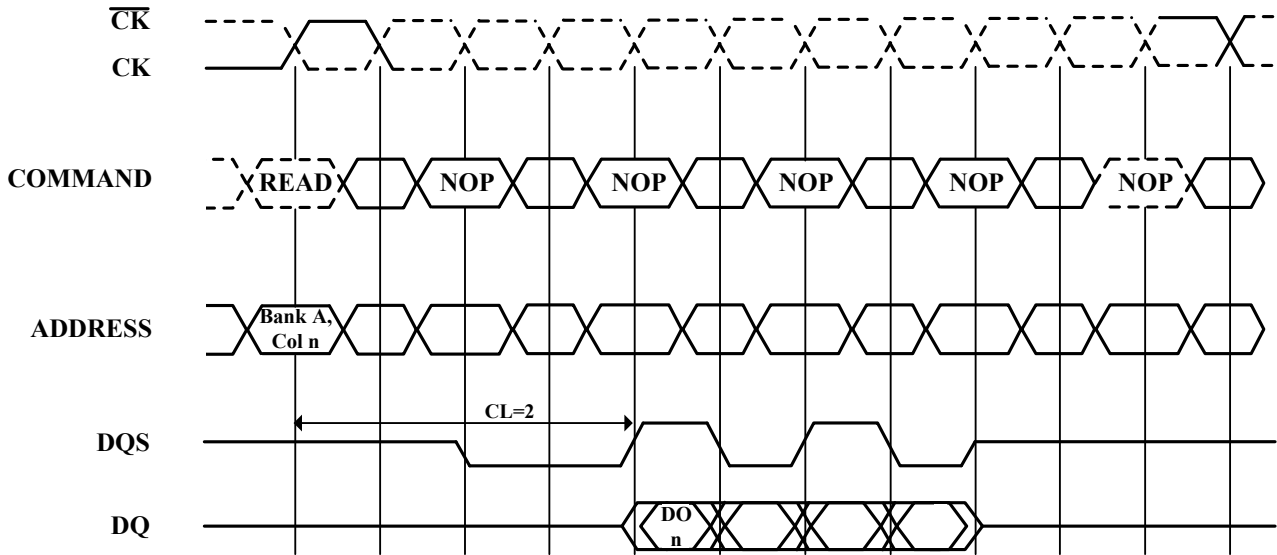 CK
CK
COMMAND
READ
NOP
NOP
NOP
NOP
NOP
ADDRESS
Bank A,
Col n
CL=2
DQS
DQ
DO
n